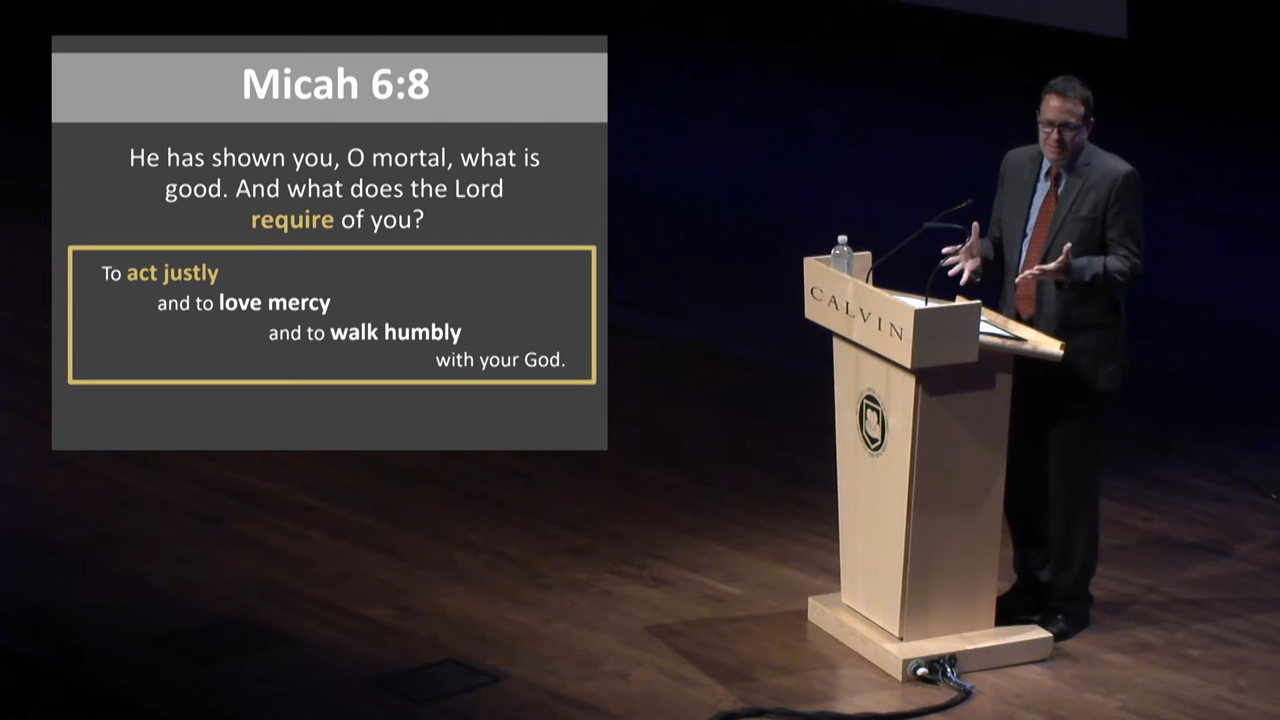 Micah 6:8
He has shown you, O mortal, what is
good. And what does the Lord
require of you?
To act justly
and to love mercy
and to walk humbly
with your God.
CALVIN